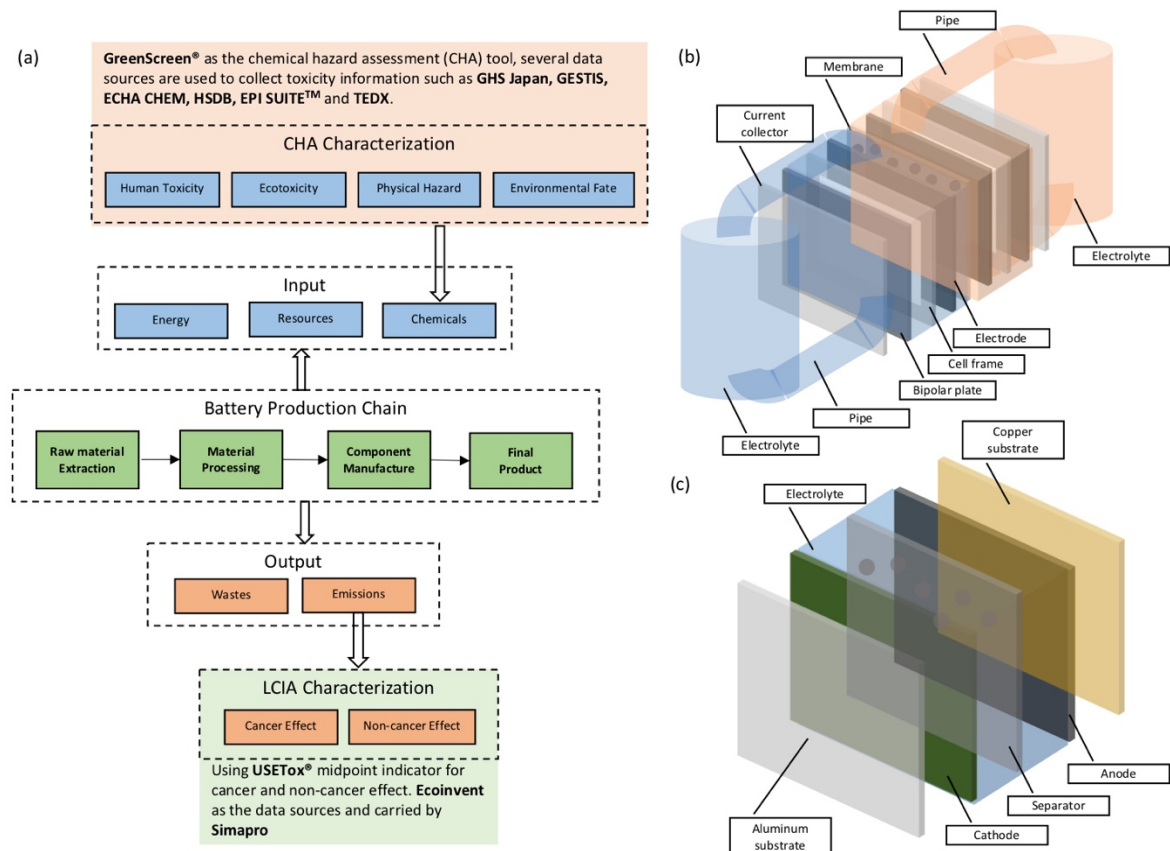 (a)
GreenScreen® as the chemical hazard assessment (CHA) tool, several data
sources are used to collect toxicity information such as GHS Japan, GESTIS,
ECHA CHEM, HSDB, EPI SUITE™ and TEDX.
CHA Characterization
Human Toxicity
Ecotoxicity
Physical Hazard
Environmental Fate
Input
Energy
Resources
Chemicals
Battery Production Chain
Raw material
Extraction
Material
Processing
Component
Manufacture
Final
Product
Output
Wastes
Emissions
LCIA Characterization
Cancer Effect
Non-cancer Effect
Using USETox® midpoint indicator for
cancer and non-cancer effect. Ecoinvent
as the data sources and carried by
Simapro
(b)
Pipe
Membrane
Current
collector
Electrolyte
Electrode
Cell frame
Bipolar plate
Pipe
Electrolyte
(c)
Copper
substrate
Electrolyte
Anode
Separator
Cathode
Aluminum
substrate